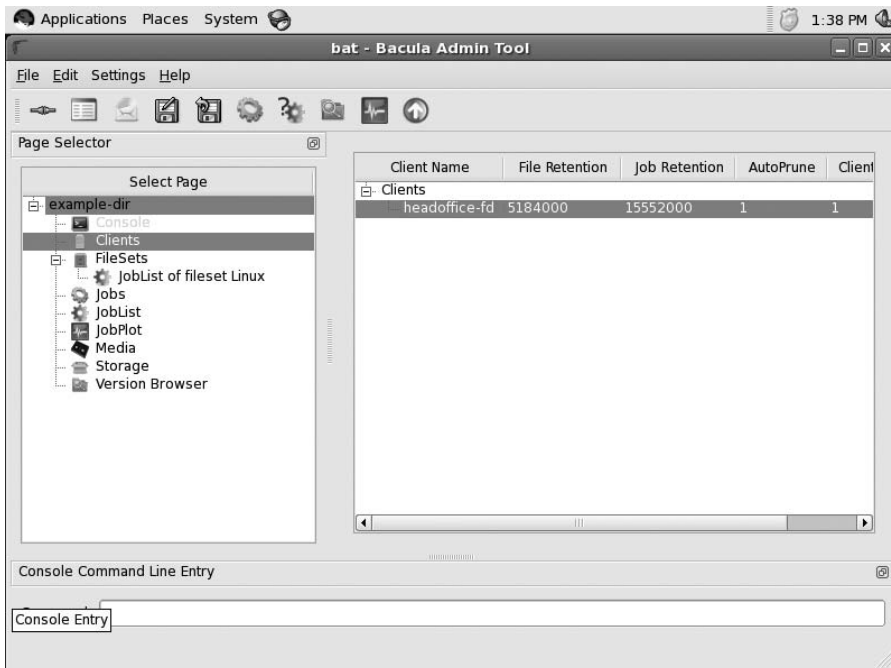 Applications Places System 1:38 PM
bat - Bacula Admin Tool
File Edit Settings Help
Page Selector
Select Page
example-dir
Console
Clients
FileSets
JobList of fileset Linux
Jobs
JobList
JobPlot
Media
Storage
Version Browser
Client Name File Retention Job Retention AutoPrune Client
Clients
headoffice-fd 5184000 15552000 1 1
Console Command Line Entry
Console Entry